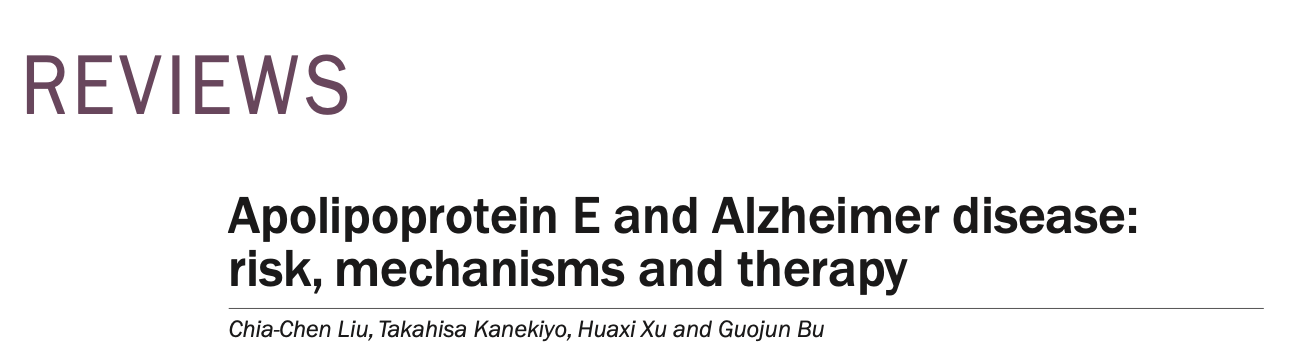 REVIEWS
Apolipoprotein E and Alzheimer disease:
risk, mechanisms and therapy
Chia-Chen Liu, Takahisa Kanekiyo, Huaxi Xu and Guojun Bu